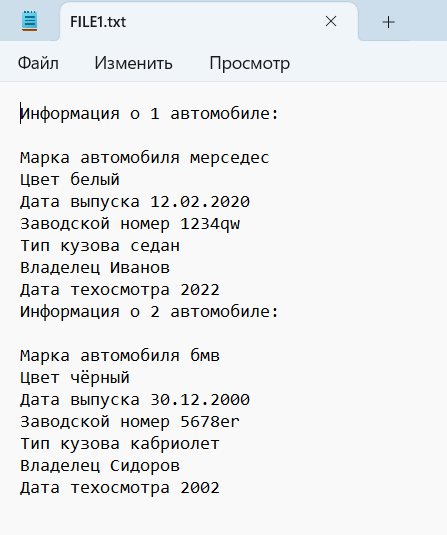 FILE1.txt
Файл Изменить Просмотр
Информация о 1 автомобиле:
Марка автомобиля мерседес
Цвет белый
Дата выпуска 12.02.2020
Заводской номер 1234qw
Тип кузова седан
Владелец Иванов
Дата техосмотра 2022
Информация о 2 автомобиле:
Марка автомобиля бмв
Цвет чёрный
Дата выпуска 30.12.2000
Заводской номер 5678er
Тип кузова кабриолет
Владелец Сидоров
Дата техосмотра 2002